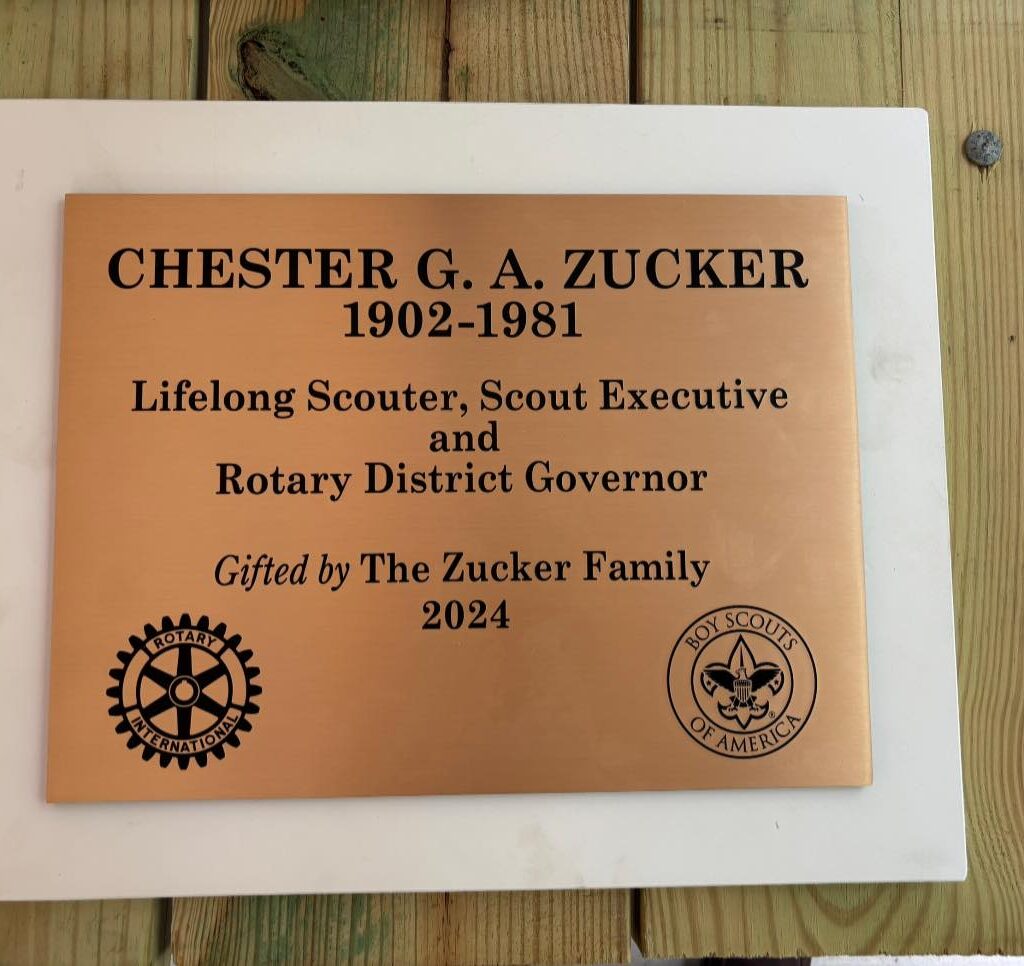 CHESTER G. A. ZUCKER
1902-1981
Lifelong Scouter, Scout Executive
and
Rotary District Governor
Gifted by The Zucker Family
2024
ROTARY
INTERNATIONAL
BOY SCOUTS
OF AMERICA
®